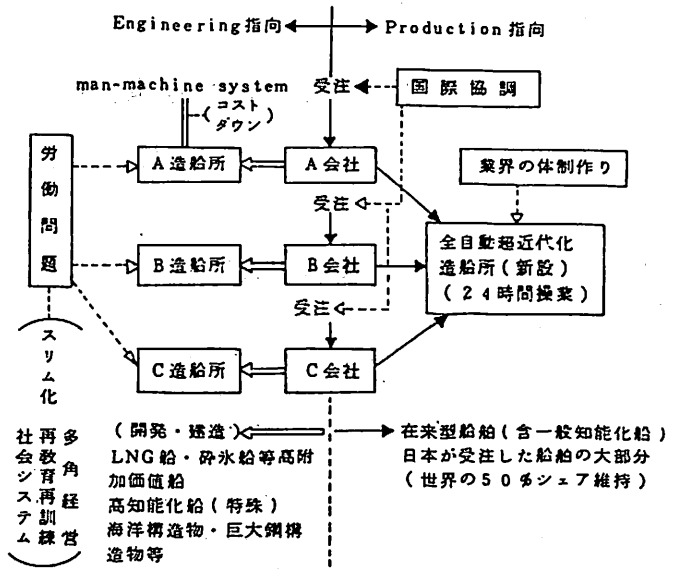 Engineering指向
Production指向
man-machine system
受注
国際協調
(コスト
ダウン)
労働問題
A造船所
A会社
業界の体制作り
受注
全自動超近代化
造船所(新設)
(24時間操業)
B造船所
B会社
受注
C造船所
C会社
(スリム化
多角経営
再教育再訓練
社会システム)
(開発・建造)
LNG船・砕氷船等高附
加価値船
高知能化船(特殊)
海洋構造物・巨大鋼構
造物等
在来型船舶(含一般知能化船)
日本が受注した船舶の大部分
(世界の50%シェア維持)